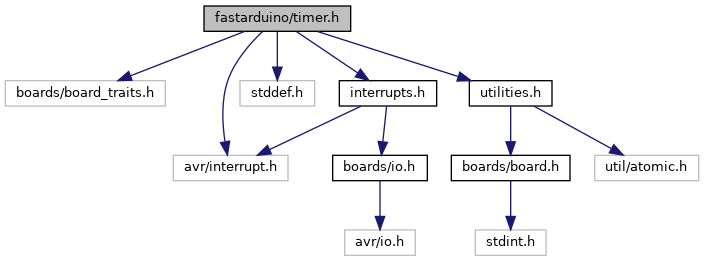 fastarduino/timer.h
boards/board_traits.h
stddef.h
interrupts.h
utilities.h
avr/interrupt.h
boards/io.h
boards/board.h
util/atomic.h
avr/io.h
stdint.h